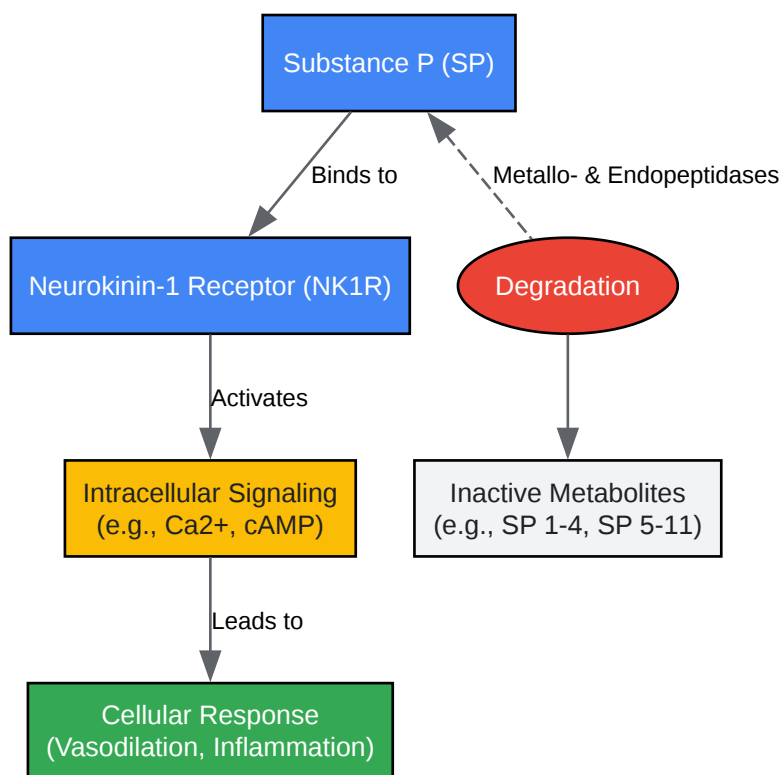 Substance P (SP)
Binds to
Metallo- & Endopeptidases
Neurokinin-1 Receptor (NK1R)
Degradation
Activates
Intracellular Signaling
(e.g., Ca2+, cAMP)
Inactive Metabolites
(e.g., SP 1-4, SP 5-11)
Leads to
Cellular Response
(Vasodilation, Inflammation)